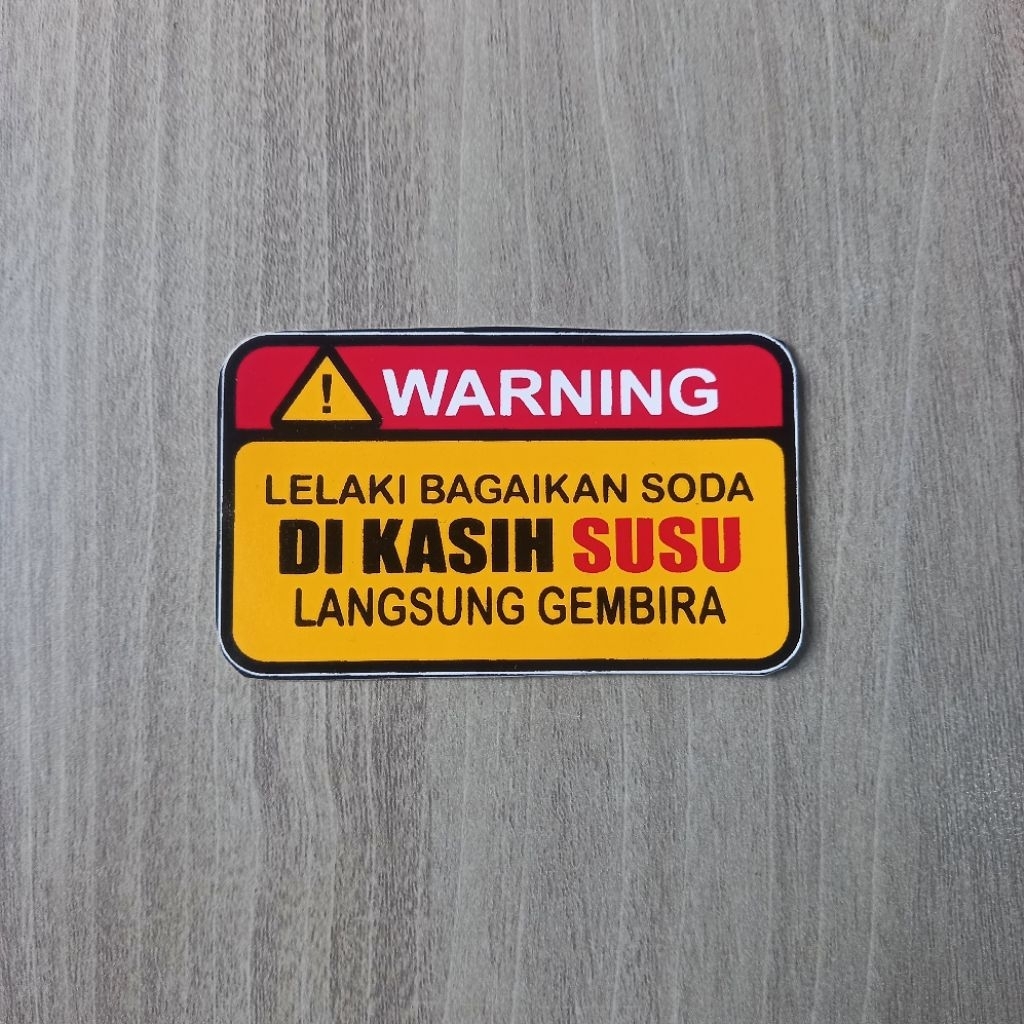 ! WARNING
LELAKI BAGAIKAN SODA
DI KASIH SUSU
LANGSUNG GEMBIRA